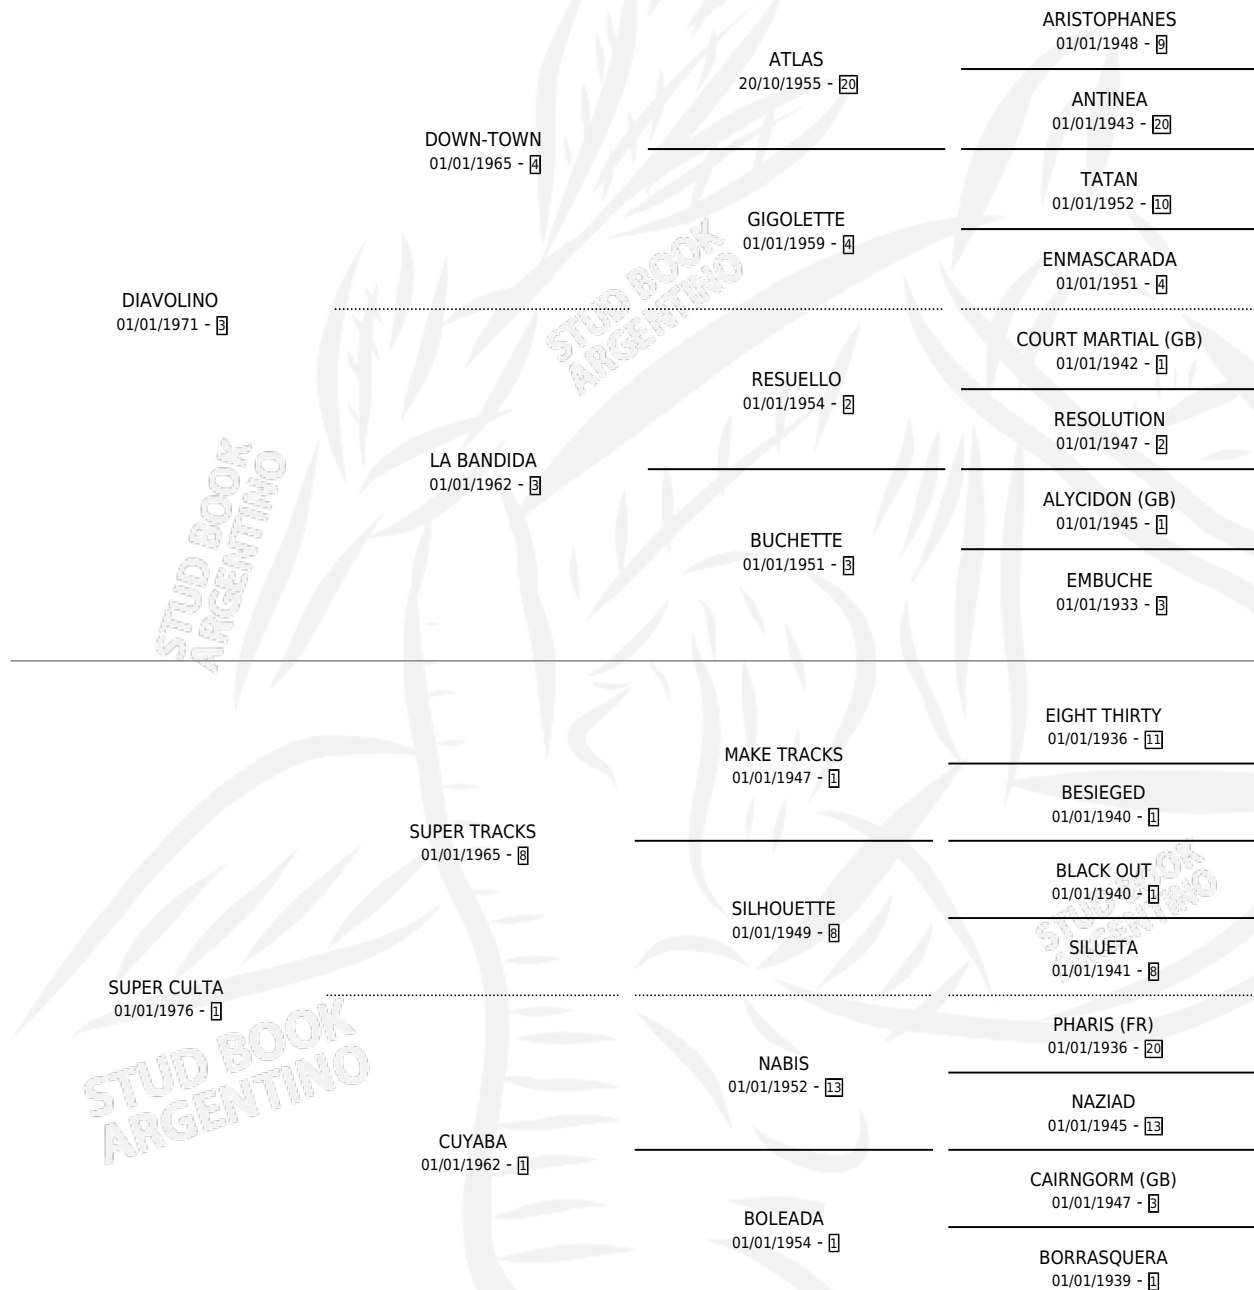 ARISTOPHANES
01/01/1948 - 9
ATLAS
20/10/1955 - 20
ANTINEA
01/01/1943 - 20
DOWN-TOWN
01/01/1965 - 4
TATAN
01/01/1952 - 10
GIGOLETTE
01/01/1959 - 4
ENMASCARADA
01/01/1951 - 4
DIAVOLINO
01/01/1971 - 3
STUD BOOK
ARGENTINO
COURT MARTIAL (GB)
01/01/1942 - 1
RESUELLO
01/01/1954 - 2
RESOLUTION
01/01/1947 - 2
LA BANDIDA
01/01/1962 - 3
ALYCIDON (GB)
01/01/1945 - 1
BUCHETTE
01/01/1951 - 3
EMBUCHE
01/01/1933 - 3
STUD BOOK
ARGENTINO
EIGHT THIRTY
01/01/1936 - 11
MAKE TRACKS
01/01/1947 - 1
BESIEGED
01/01/1940 - 1
SUPER TRACKS
01/01/1965 - 8
BLACK OUT
01/01/1940 - 1
SILHOUETTE
01/01/1949 - 8
SILUETA
01/01/1941 - 8
STUD BOOK
ARGENTINO
SUPER CULTA
01/01/1976 - 1
PHARIS (FR)
01/01/1936 - 20
NABIS
01/01/1952 - 13
NAZIAD
01/01/1945 - 13
STUD BOOK
ARGENTINO
CUYABA
01/01/1962 - 1
CAIRNGORM (GB)
01/01/1947 - 3
BOLEADA
01/01/1954 - 1
BORRASQUERA
01/01/1939 - 1